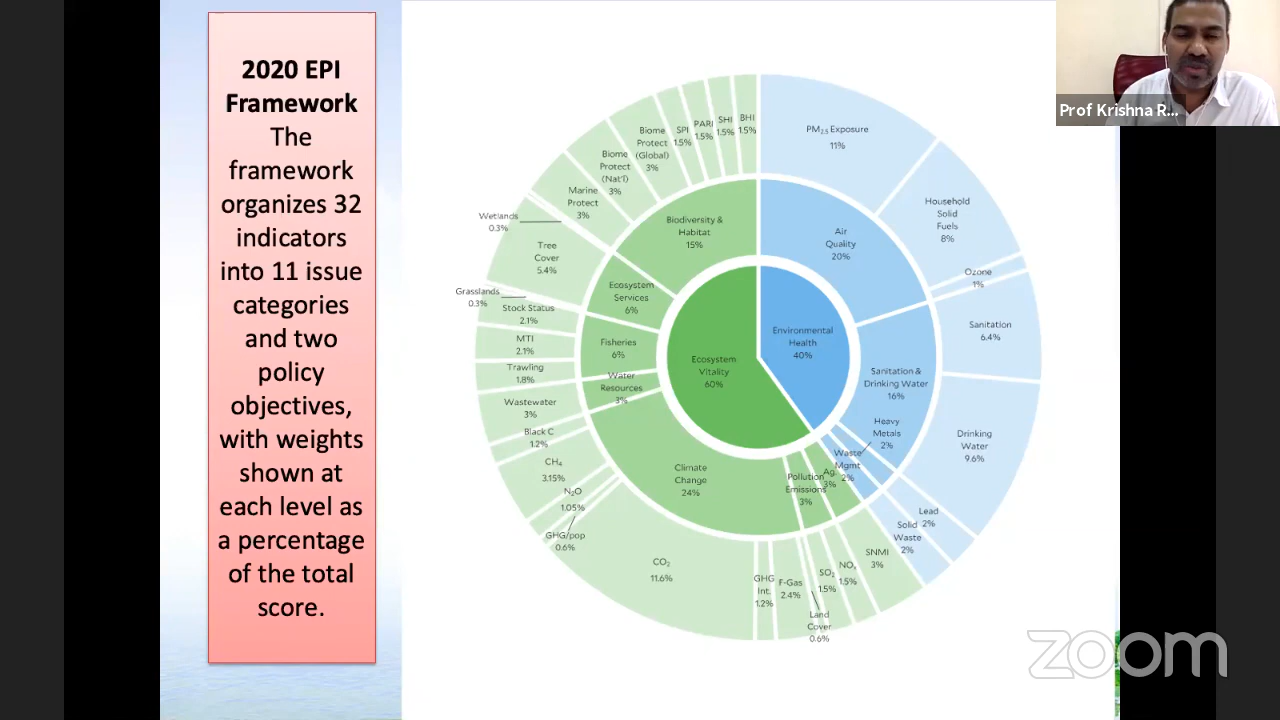 2020 EPI
Framework
The
framework
organizes 32
indicators
into 11 issue
categories
and two
policy
objectives,
with weights
shown at
each level as
a percentage
of the total
score.
Environmental
Health
40%
Ecosystem
Vitality
60%
Air
Quality
20%
Sanitation &
Drinking Water
16%
Heavy
Metals
2%
Waste
Mgmt
2%
Ag.
3%
Pollution
Emissions
3%
Climate
Change
24%
Water
Resources
3%
Fisheries
6%
Ecosystem
Services
6%
Biodiversity &
Habitat
15%
PM2.5 Exposure
11%
Household
Solid
Fuels
8%
Ozone
1%
Sanitation
6.4%
Drinking
Water
9.6%
Lead
2%
Solid
Waste
2%
SNMI
3%
NOx
1.5%
SO2
1.5%
Land
Cover
0.6%
F-Gas
2.4%
GHG
Int.
1.2%
CO2
11.6%
GHG/pop
0.6%
N2O
1.05%
CH4
3.15%
Black C
1.2%
Wastewater
3%
Trawling
1.8%
MTI
2.1%
Stock Status
2.1%
Grasslands
0.3%
Tree
Cover
5.4%
Wetlands
0.3%
Marine
Protect
3%
Biome
Protect
(Nat'l)
3%
Biome
Protect
(Global)
3%
SPI
1.5%
PARI
1.5%
SHI
1.5%
BHI
1.5%
Prof Krishna R...
zoom